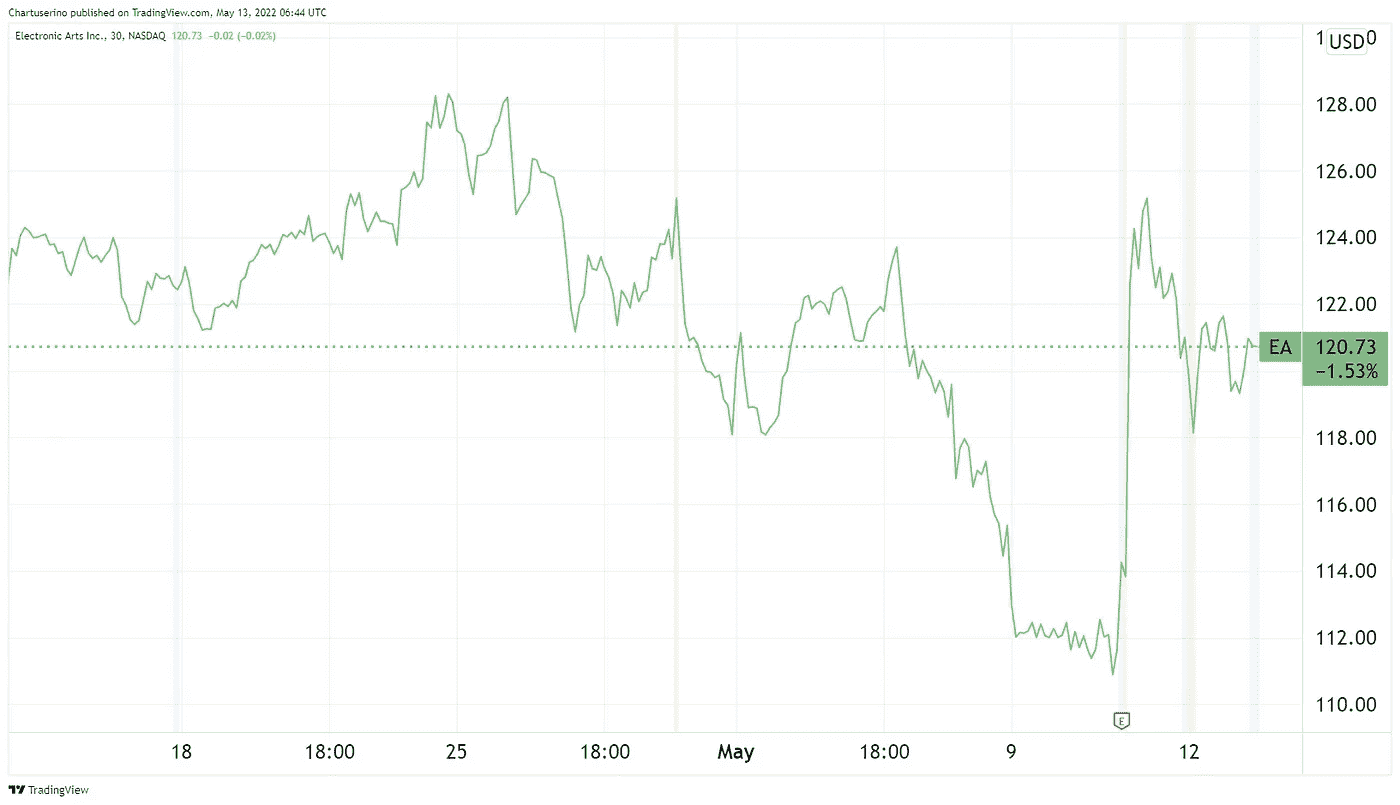 Chartuserino published on TradingView.com, May 13, 2022 06:44 UTC
Electronic Arts Inc., 30, NASDAQ 120.73 −0.02 (−0.02%)
USD
128.00
126.00
124.00
122.00
EA 120.73
−1.53%
118.00
116.00
114.00
112.00
110.00
E
18 18:00 25 18:00 May 18:00 9 12
TradingView